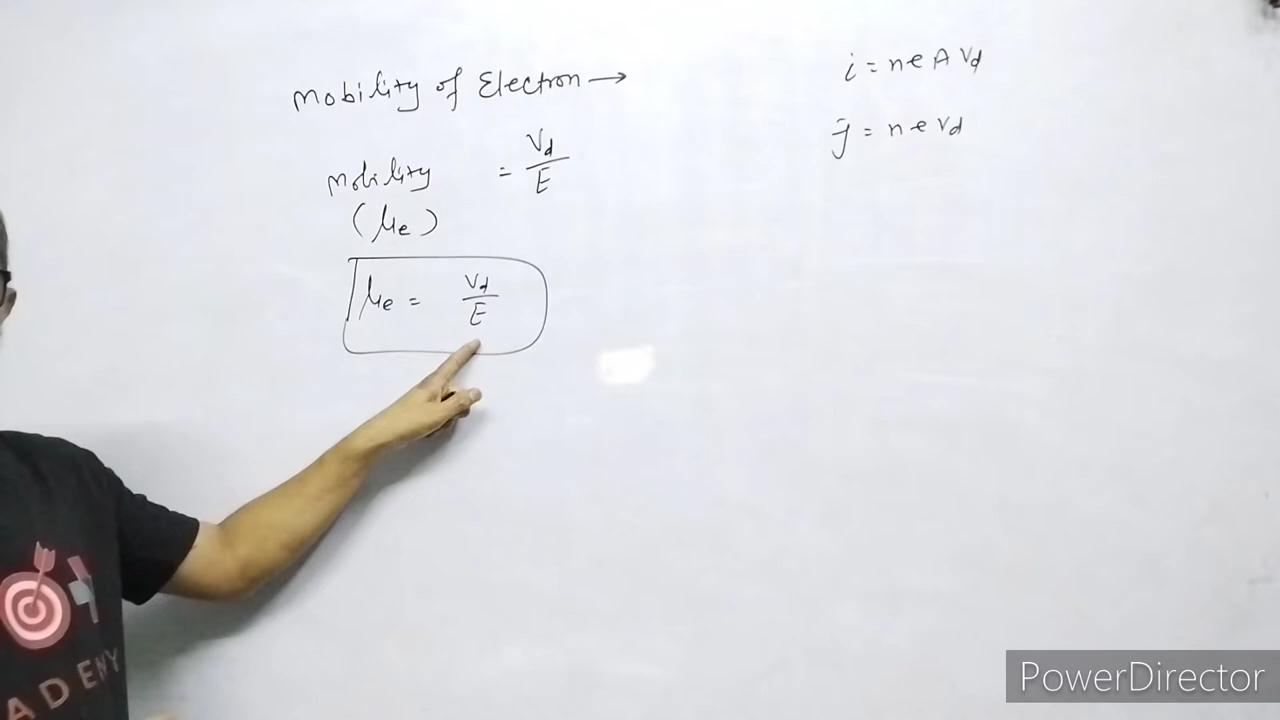 Mobility of Electron →
Mobility = Vd/E
(μe)
μe = Vd/E
i = neAVd
j = neVd
ADEMY
PowerDirector